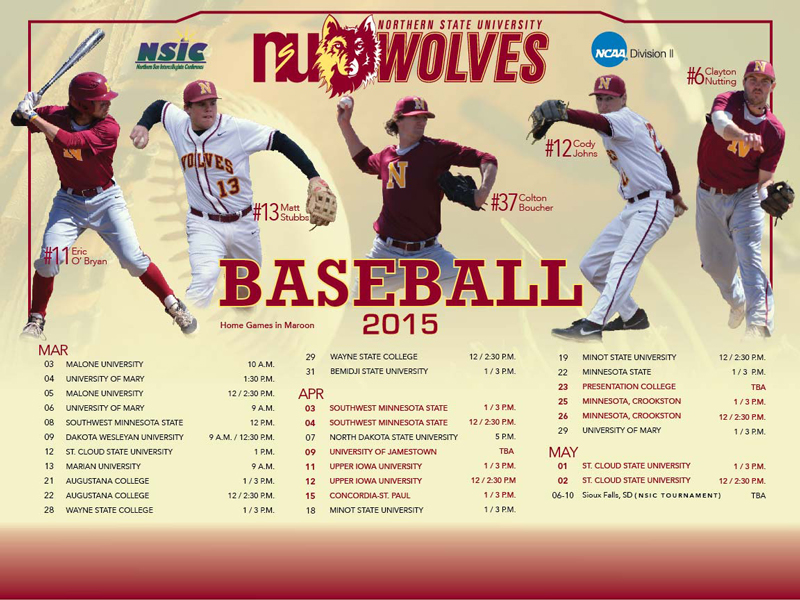 NORTHERN STATE UNIVERSITY
NSIC
Northern Sun Intercollegiate Conference
nsu WOLVES
NCAA Division II
#6 Clayton Nutting
N
N
N
N
WOLVES
13
N
N
N
#12 Cody Johns
#13 Matt Stubbs
#37 Colton Boucher
#11 Eric O' Bryan
BASEBALL
Home Games in Maroon
2015
MAR
03 MALONE UNIVERSITY 10 A.M.
04 UNIVERSITY OF MARY 1:30 P.M.
05 MALONE UNIVERSITY 12 / 2:30 P.M.
06 UNIVERSITY OF MARY 9 A.M.
08 SOUTHWEST MINNESOTA STATE 12 P.M.
09 DAKOTA WESLEYAN UNIVERSITY 9 A.M. / 12:30 P.M.
12 ST. CLOUD STATE UNIVERSITY 1 P.M.
13 MARIAN UNIVERSITY 9 A.M.
21 AUGUSTANA COLLEGE 1 / 3 P.M.
22 AUGUSTANA COLLEGE 12 / 2:30 P.M.
28 WAYNE STATE COLLEGE 1 / 3 P.M.
29 WAYNE STATE COLLEGE 12 / 2:30 P.M.
31 BEMIDJI STATE UNIVERSITY 1 / 3 P.M.
APR
03 SOUTHWEST MINNESOTA STATE 1 / 3 P.M.
04 SOUTHWEST MINNESOTA STATE 12 / 2:30 P.M.
07 NORTH DAKOTA STATE UNIVERSITY 5 P.M.
09 UNIVERSITY OF JAMESTOWN TBA
11 UPPER IOWA UNIVERSITY 1 / 3 P.M.
12 UPPER IOWA UNIVERSITY 12 / 2:30 P.M
15 CONCORDIA-ST. PAUL 1 / 3 P.M.
18 MINOT STATE UNIVERSITY 1 / 3 P.M.
19 MINOT STATE UNIVERSITY 12 / 2:30 P.M.
22 MINNESOTA STATE 1 / 3 P.M.
23 PRESENTATION COLLEGE TBA
25 MINNESOTA, CROOKSTON 1 / 3 P.M.
26 MINNESOTA, CROOKSTON 12 / 2:30 P.M.
29 UNIVERSITY OF MARY 1 / 3 P.M.
MAY
01 ST. CLOUD STATE UNIVERSITY 1 / 3 P.M.
02 ST. CLOUD STATE UNIVERSITY 12 / 2:30 P.M.
06-10 Sioux Falls, SD (NSIC TOURNAMENT) TBA